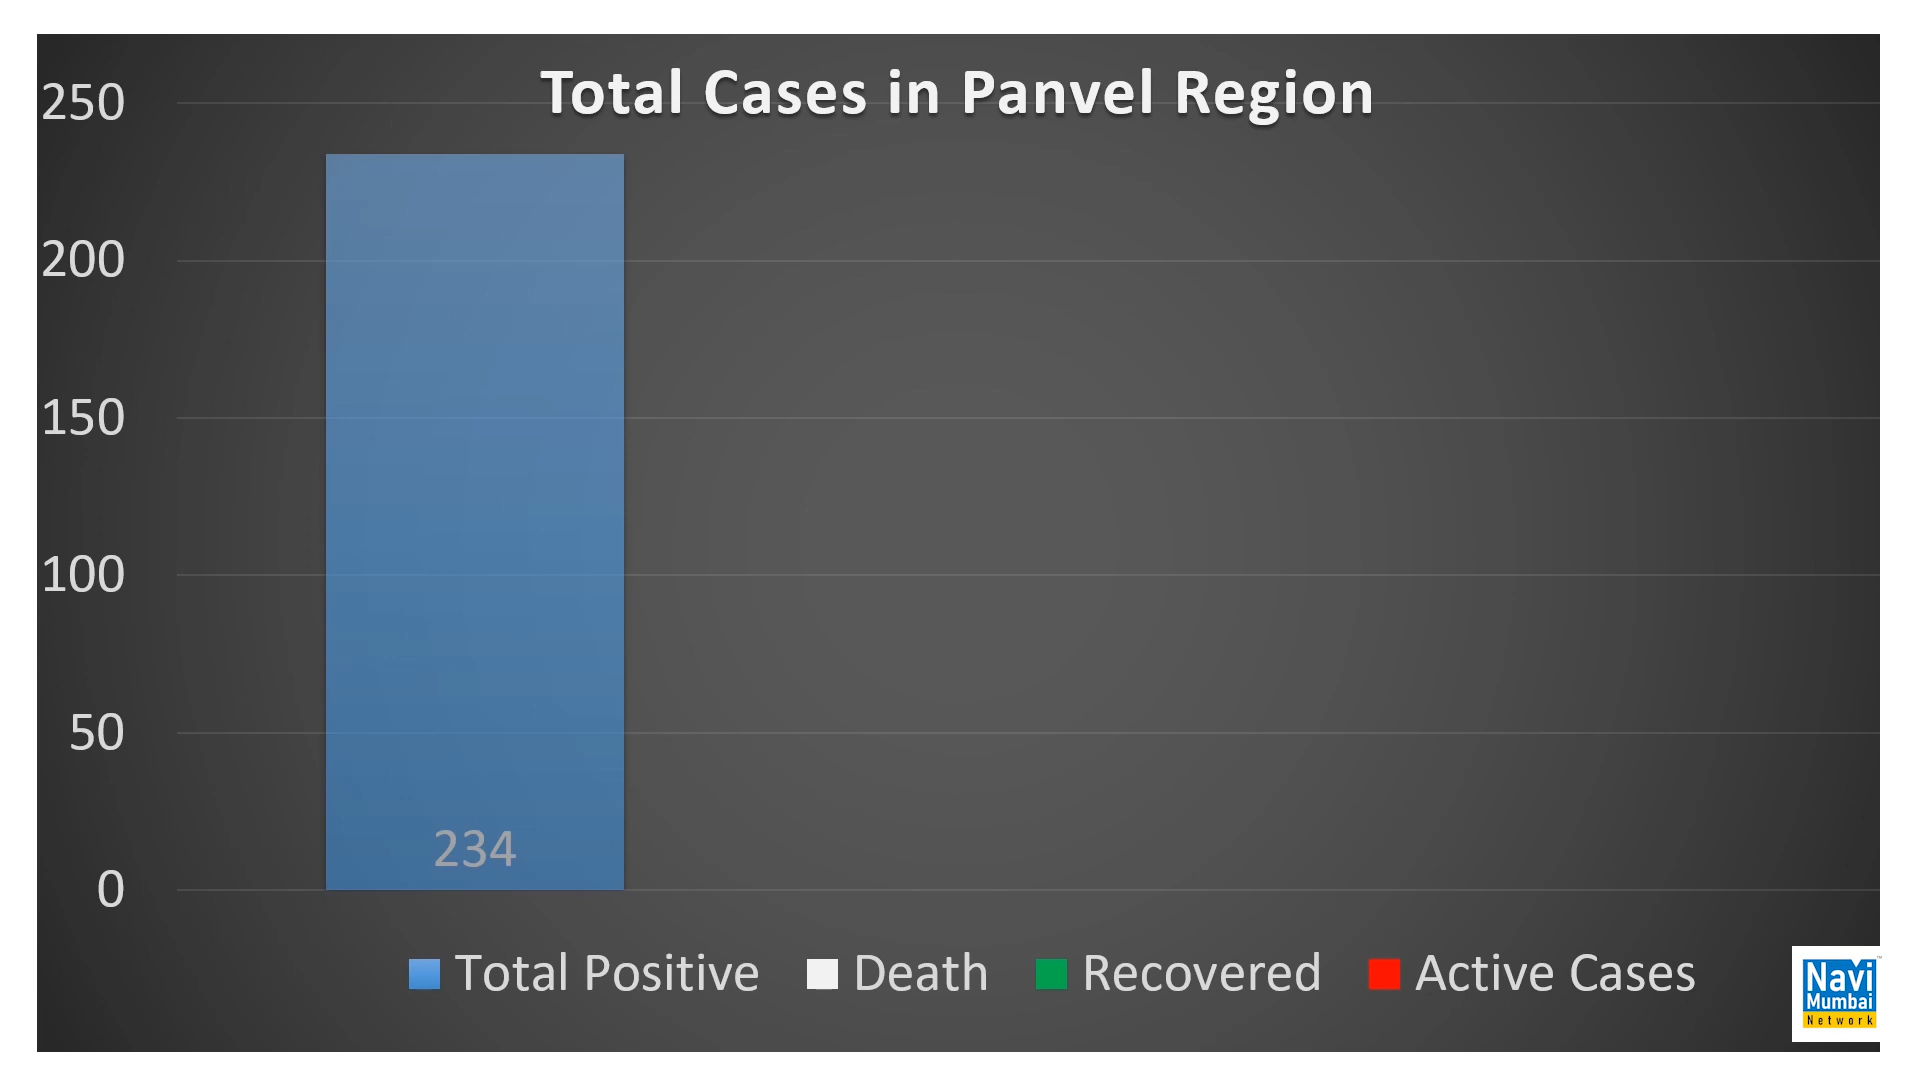 Total Cases in Panvel Region
250
200
150
100
50
0
234
Total Positive Death Recovered Active Cases
Navi
Mumbai
Network